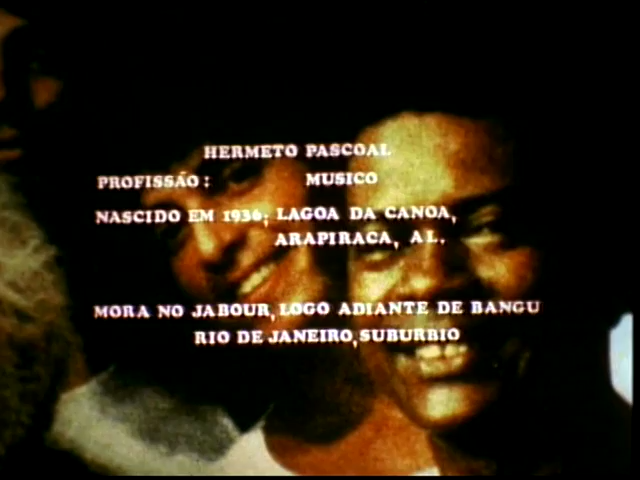 HERMETO PASCOAL
PROFISSÃO: MUSICO
NASCIDO EM 1936; LAGOA DA CANOA,
ARAPIRACA, AL.
MORA NO JABOUR, LOGO ADIANTE DE BANGU
RIO DE JANEIRO, SUBURBIO